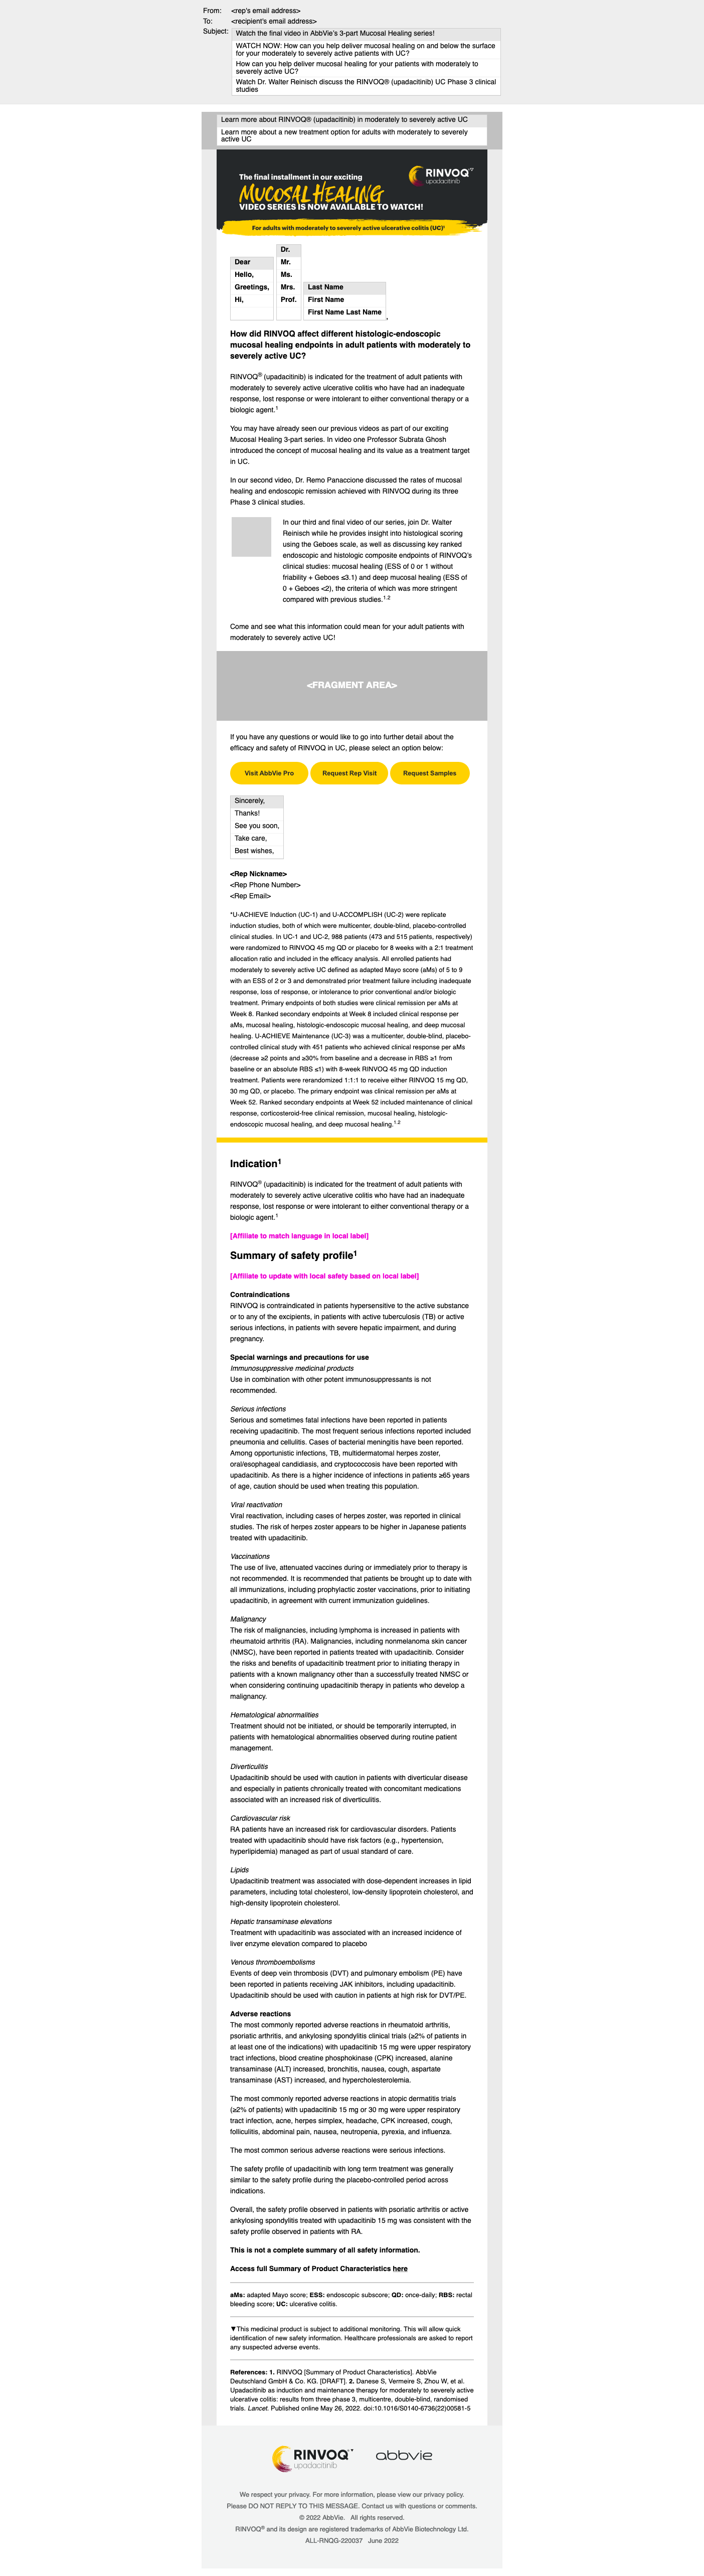 From: <rep's email address>
To: <recipient's email address>
Subject: Watch the final video in AbbVie's 3-part Mucosal Healing series!
WATCH NOW: How can you help deliver mucosal healing on and below the surface
for your moderately to severely active patients with UC?
How can you help deliver mucosal healing for your patients with moderately to
severely active UC?
Watch Dr. Walter Reinisch discuss the RINVOQ® (upadacitinib) UC Phase 3 clinical
studies
Learn more about RINVOQ® (upadacitinib) in moderately to severely active UC
Learn more about a new treatment option for adults with moderately to severely
active UC
The final installment in our exciting
MUCOSAL HEALING
VIDEO SERIES IS NOW AVAILABLE TO WATCH!
RINVOQ
upadacitinib
For adults with moderately to severely active ulcerative colitis (UC)¹
Dear
Hello,
Greetings,
Hi,
Dr.
Mr.
Ms.
Mrs.
Prof.
Last Name
First Name
First Name Last Name
,
How did RINVOQ affect different histologic-endoscopic
mucosal healing endpoints in adult patients with moderately to
severely active UC?
RINVOQ® (upadacitinib) is indicated for the treatment of adult patients with
moderately to severely active ulcerative colitis who have had an inadequate
response, lost response or were intolerant to either conventional therapy or a
biologic agent.¹
You may have already seen our previous videos as part of our exciting
Mucosal Healing 3-part series. In video one Professor Subrata Ghosh
introduced the concept of mucosal healing and its value as a treatment target
in UC.
In our second video, Dr. Remo Panaccione discussed the rates of mucosal
healing and endoscopic remission achieved with RINVOQ during its three
Phase 3 clinical studies.
In our third and final video of our series, join Dr. Walter
Reinisch while he provides insight into histological scoring
using the Geboes scale, as well as discussing key ranked
endoscopic and histologic composite endpoints of RINVOQ's
clinical studies: mucosal healing (ESS of 0 or 1 without
friability + Geboes ≤3.1) and deep mucosal healing (ESS of
0 + Geboes <2), the criteria of which was more stringent
compared with previous studies.¹,²
Come and see what this information could mean for your adult patients with
moderately to severely active UC!
<FRAGMENT AREA>
If you have any questions or would like to go into further detail about the
efficacy and safety of RINVOQ in UC, please select an option below:
Visit AbbVie Pro Request Rep Visit Request Samples
Sincerely,
Thanks!
See you soon,
Take care,
Best wishes,
<Rep Nickname>
<Rep Phone Number>
<Rep Email>
*U-ACHIEVE Induction (UC-1) and U-ACCOMPLISH (UC-2) were replicate
induction studies, both of which were multicenter, double-blind, placebo-controlled
clinical studies. In UC-1 and UC-2, 988 patients (473 and 515 patients, respectively)
were randomized to RINVOQ 45 mg QD or placebo for 8 weeks with a 2:1 treatment
allocation ratio and included in the efficacy analysis. All enrolled patients had
moderately to severely active UC defined as adapted Mayo score (aMs) of 5 to 9
with an ESS of 2 or 3 and demonstrated prior treatment failure including inadequate
response, loss of response, or intolerance to prior conventional and/or biologic
treatment. Primary endpoints of both studies were clinical remission per aMs at
Week 8. Ranked secondary endpoints at Week 8 included clinical response per
aMs, mucosal healing, histologic-endoscopic mucosal healing, and deep mucosal
healing. U-ACHIEVE Maintenance (UC-3) was a multicenter, double-blind, placebo-
controlled clinical study with 451 patients who achieved clinical response per aMs
(decrease ≥2 points and ≥30% from baseline and a decrease in RBS ≥1 from
baseline or an absolute RBS ≤1) with 8-week RINVOQ 45 mg QD induction
treatment. Patients were rerandomized 1:1:1 to receive either RINVOQ 15 mg QD,
30 mg QD, or placebo. The primary endpoint was clinical remission per aMs at
Week 52. Ranked secondary endpoints at Week 52 included maintenance of clinical
response, corticosteroid-free clinical remission, mucosal healing, histologic-
endoscopic mucosal healing, and deep mucosal healing.¹,²
Indication¹
RINVOQ® (upadacitinib) is indicated for the treatment of adult patients with
moderately to severely active ulcerative colitis who have had an inadequate
response, lost response or were intolerant to either conventional therapy or a
biologic agent.¹
[Affiliate to match language in local label]
Summary of safety profile¹
[Affiliate to update with local safety based on local label]
Contraindications
RINVOQ is contraindicated in patients hypersensitive to the active substance
or to any of the excipients, in patients with active tuberculosis (TB) or active
serious infections, in patients with severe hepatic impairment, and during
pregnancy.
Special warnings and precautions for use
Immunosuppressive medicinal products
Use in combination with other potent immunosuppressants is not
recommended.
Serious infections
Serious and sometimes fatal infections have been reported in patients
receiving upadacitinib. The most frequent serious infections reported included
pneumonia and cellulitis. Cases of bacterial meningitis have been reported.
Among opportunistic infections, TB, multidermatomal herpes zoster,
oral/esophageal candidiasis, and cryptococcosis have been reported with
upadacitinib. As there is a higher incidence of infections in patients ≥65 years
of age, caution should be used when treating this population.
Viral reactivation
Viral reactivation, including cases of herpes zoster, was reported in clinical
studies. The risk of herpes zoster appears to be higher in Japanese patients
treated with upadacitinib.
Vaccinations
The use of live, attenuated vaccines during or immediately prior to therapy is
not recommended. It is recommended that patients be brought up to date with
all immunizations, including prophylactic zoster vaccinations, prior to initiating
upadacitinib, in agreement with current immunization guidelines.
Malignancy
The risk of malignancies, including lymphoma is increased in patients with
rheumatoid arthritis (RA). Malignancies, including nonmelanoma skin cancer
(NMSC), have been reported in patients treated with upadacitinib. Consider
the risks and benefits of upadacitinib treatment prior to initiating therapy in
patients with a known malignancy other than a successfully treated NMSC or
when considering continuing upadacitinib therapy in patients who develop a
malignancy.
Hematological abnormalities
Treatment should not be initiated, or should be temporarily interrupted, in
patients with hematological abnormalities observed during routine patient
management.
Diverticulitis
Upadacitinib should be used with caution in patients with diverticular disease
and especially in patients chronically treated with concomitant medications
associated with an increased risk of diverticulitis.
Cardiovascular risk
RA patients have an increased risk for cardiovascular disorders. Patients
treated with upadacitinib should have risk factors (e.g., hypertension,
hyperlipidemia) managed as part of usual standard of care.
Lipids
Upadacitinib treatment was associated with dose-dependent increases in lipid
parameters, including total cholesterol, low-density lipoprotein cholesterol, and
high-density lipoprotein cholesterol.
Hepatic transaminase elevations
Treatment with upadacitinib was associated with an increased incidence of
liver enzyme elevation compared to placebo
Venous thromboembolisms
Events of deep vein thrombosis (DVT) and pulmonary embolism (PE) have
been reported in patients receiving JAK inhibitors, including upadacitinib.
Upadacitinib should be used with caution in patients at high risk for DVT/PE.
Adverse reactions
The most commonly reported adverse reactions in rheumatoid arthritis,
psoriatic arthritis, and ankylosing spondylitis clinical trials (≥2% of patients in
at least one of the indications) with upadacitinib 15 mg were upper respiratory
tract infections, blood creatine phosphokinase (CPK) increased, alanine
transaminase (ALT) increased, bronchitis, nausea, cough, aspartate
transaminase (AST) increased, and hypercholesterolemia.
The most commonly reported adverse reactions in atopic dermatitis trials
(≥2% of patients) with upadacitinib 15 mg or 30 mg were upper respiratory
tract infection, acne, herpes simplex, headache, CPK increased, cough,
folliculitis, abdominal pain, nausea, neutropenia, pyrexia, and influenza.
The most common serious adverse reactions were serious infections.
The safety profile of upadacitinib with long term treatment was generally
similar to the safety profile during the placebo-controlled period across
indications.
Overall, the safety profile observed in patients with psoriatic arthritis or active
ankylosing spondylitis treated with upadacitinib 15 mg was consistent with the
safety profile observed in patients with RA.
This is not a complete summary of all safety information.
Access full Summary of Product Characteristics here
aMs: adapted Mayo score; ESS: endoscopic subscore; QD: once-daily; RBS: rectal
bleeding score; UC: ulcerative colitis.
▼This medicinal product is subject to additional monitoring. This will allow quick
identification of new safety information. Healthcare professionals are asked to report
any suspected adverse events.
References: 1. RINVOQ [Summary of Product Characteristics]. AbbVie
Deutschland GmbH & Co. KG. [DRAFT]. 2. Danese S, Vermeire S, Zhou W, et al.
Upadacitinib as induction and maintenance therapy for moderately to severely active
ulcerative colitis: results from three phase 3, multicentre, double-blind, randomised
trials. Lancet. Published online May 26, 2022. doi:10.1016/S0140-6736(22)00581-5
RINVOQ
upadacitinib
abbvie
We respect your privacy. For more information, please view our privacy policy.
Please DO NOT REPLY TO THIS MESSAGE. Contact us with questions or comments.
© 2022 AbbVie. All rights reserved.
RINVOQ® and its design are registered trademarks of AbbVie Biotechnology Ltd.
ALL-RNQG-220037 June 2022